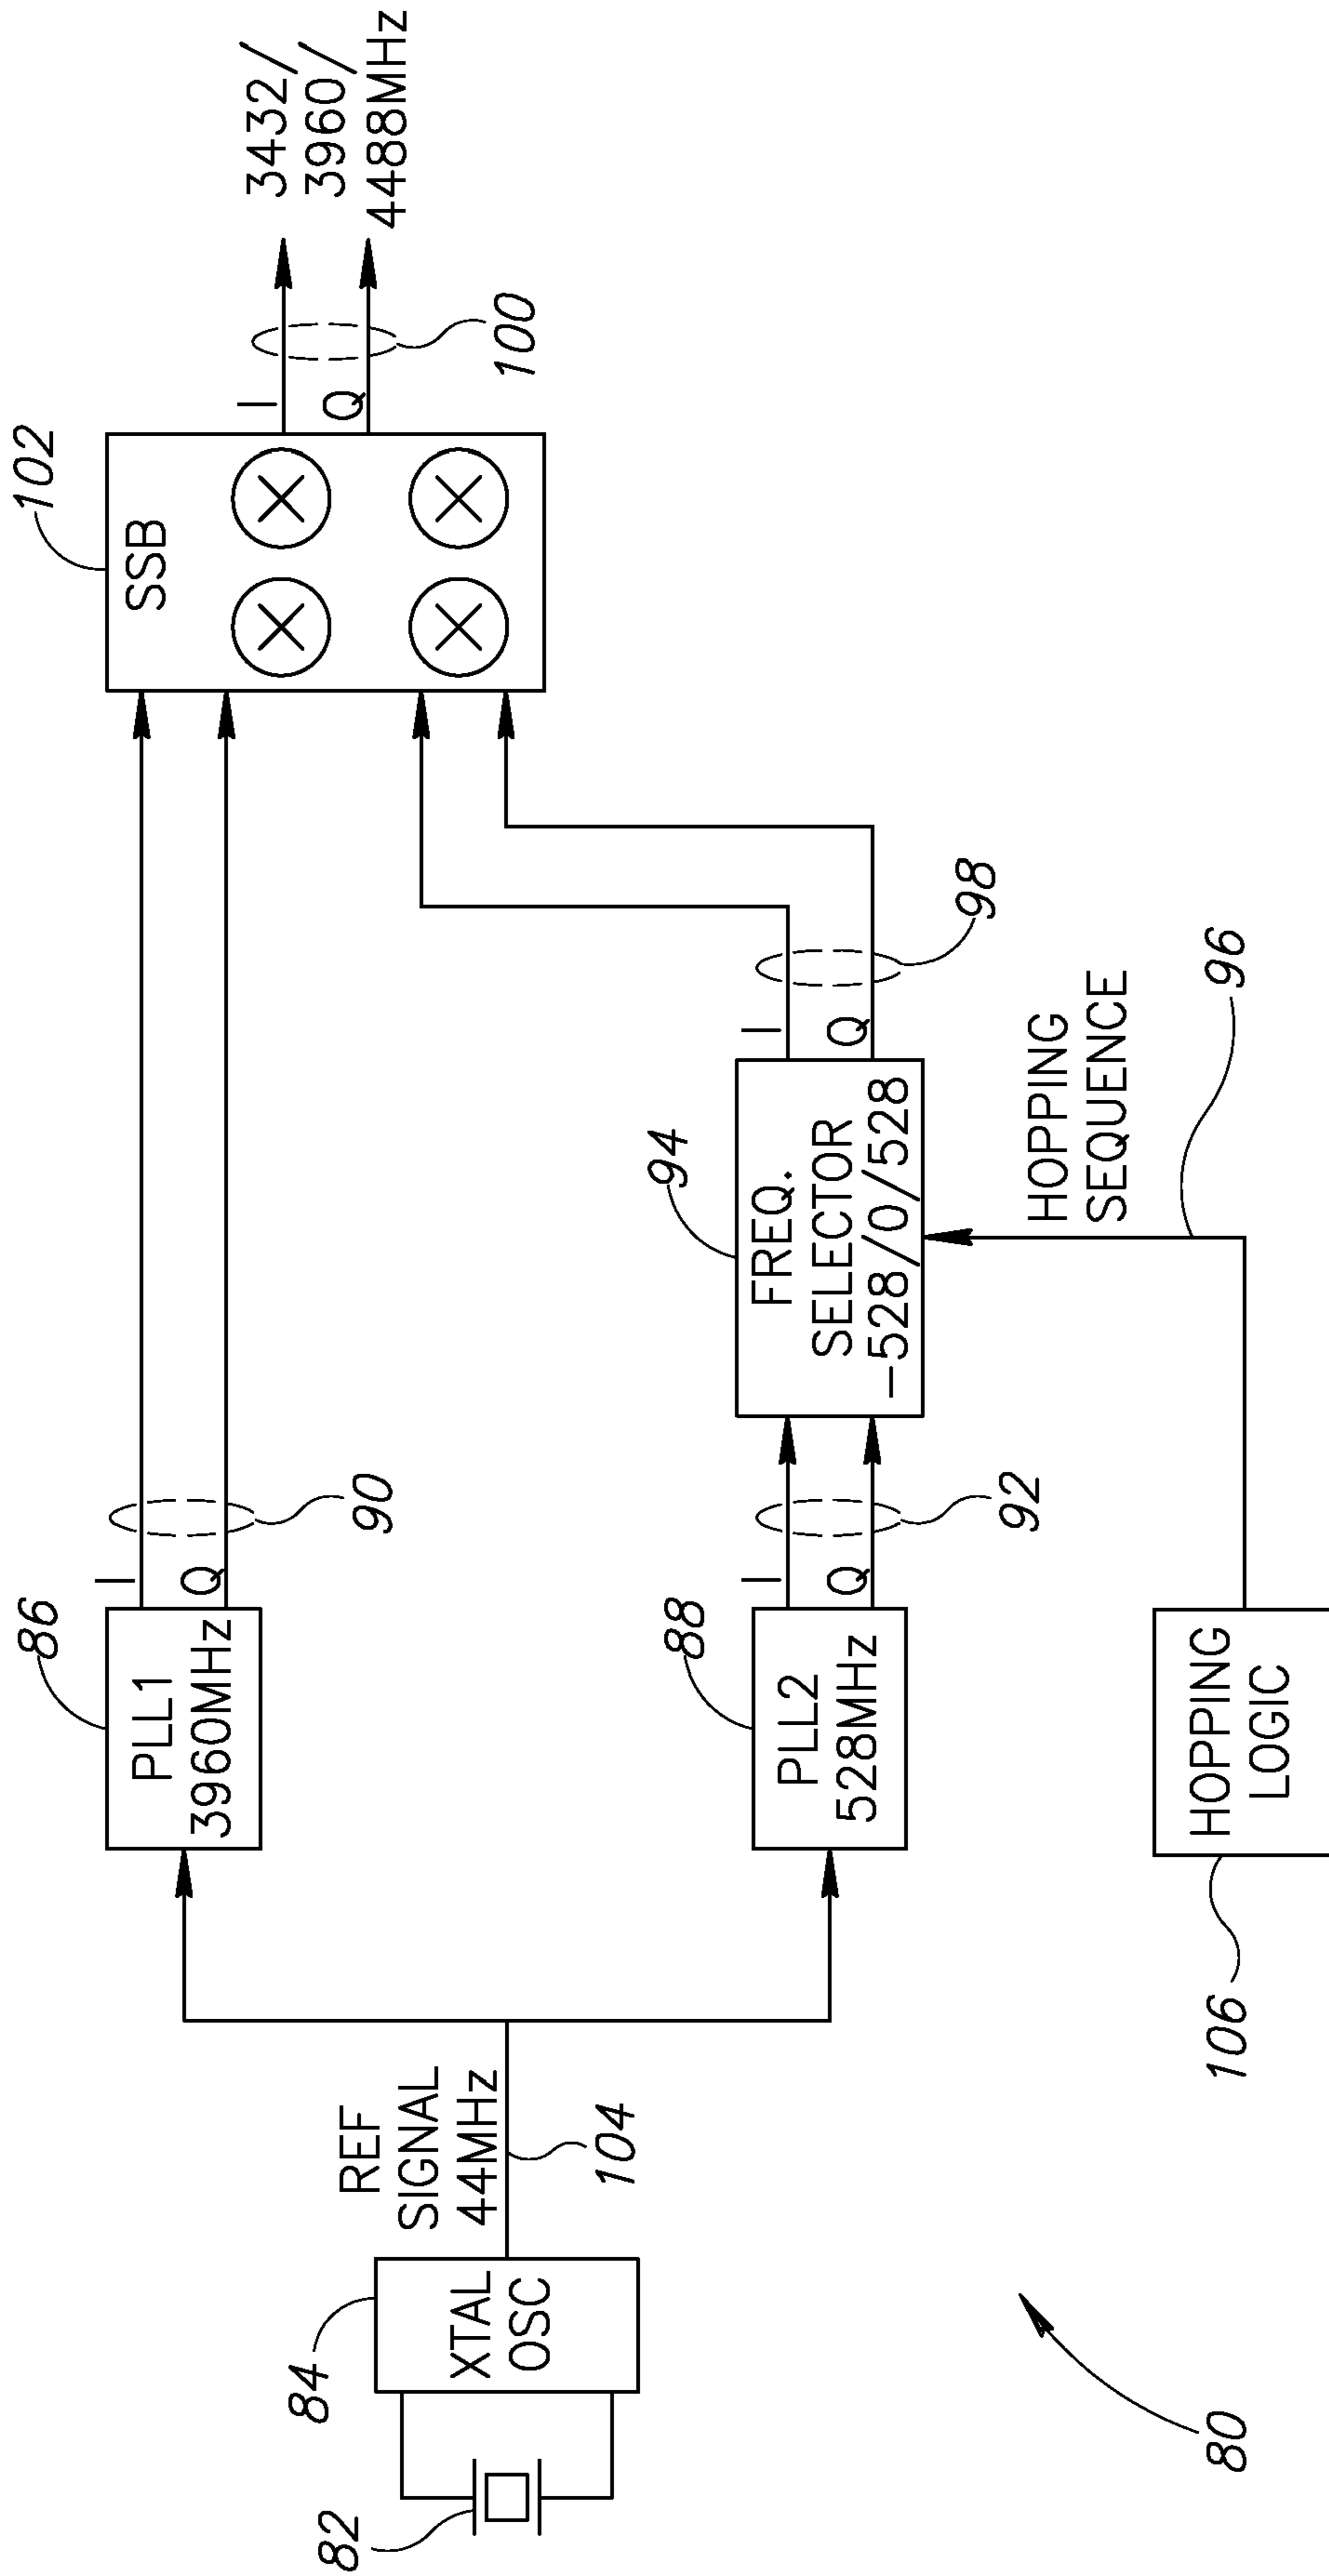 82
84
XTAL
OSC
REF
SIGNAL
44MHz
104
86
PLL1
3960MHz
I
Q
90
88
PLL2
528MHz
I
Q
92
94
FREQ.
SELECTOR
-528/0/528
I
Q
98
HOPPING
SEQUENCE
96
HOPPING
LOGIC
106
102
SSB
I
Q
100
3432/
3960/
4488MHz
80